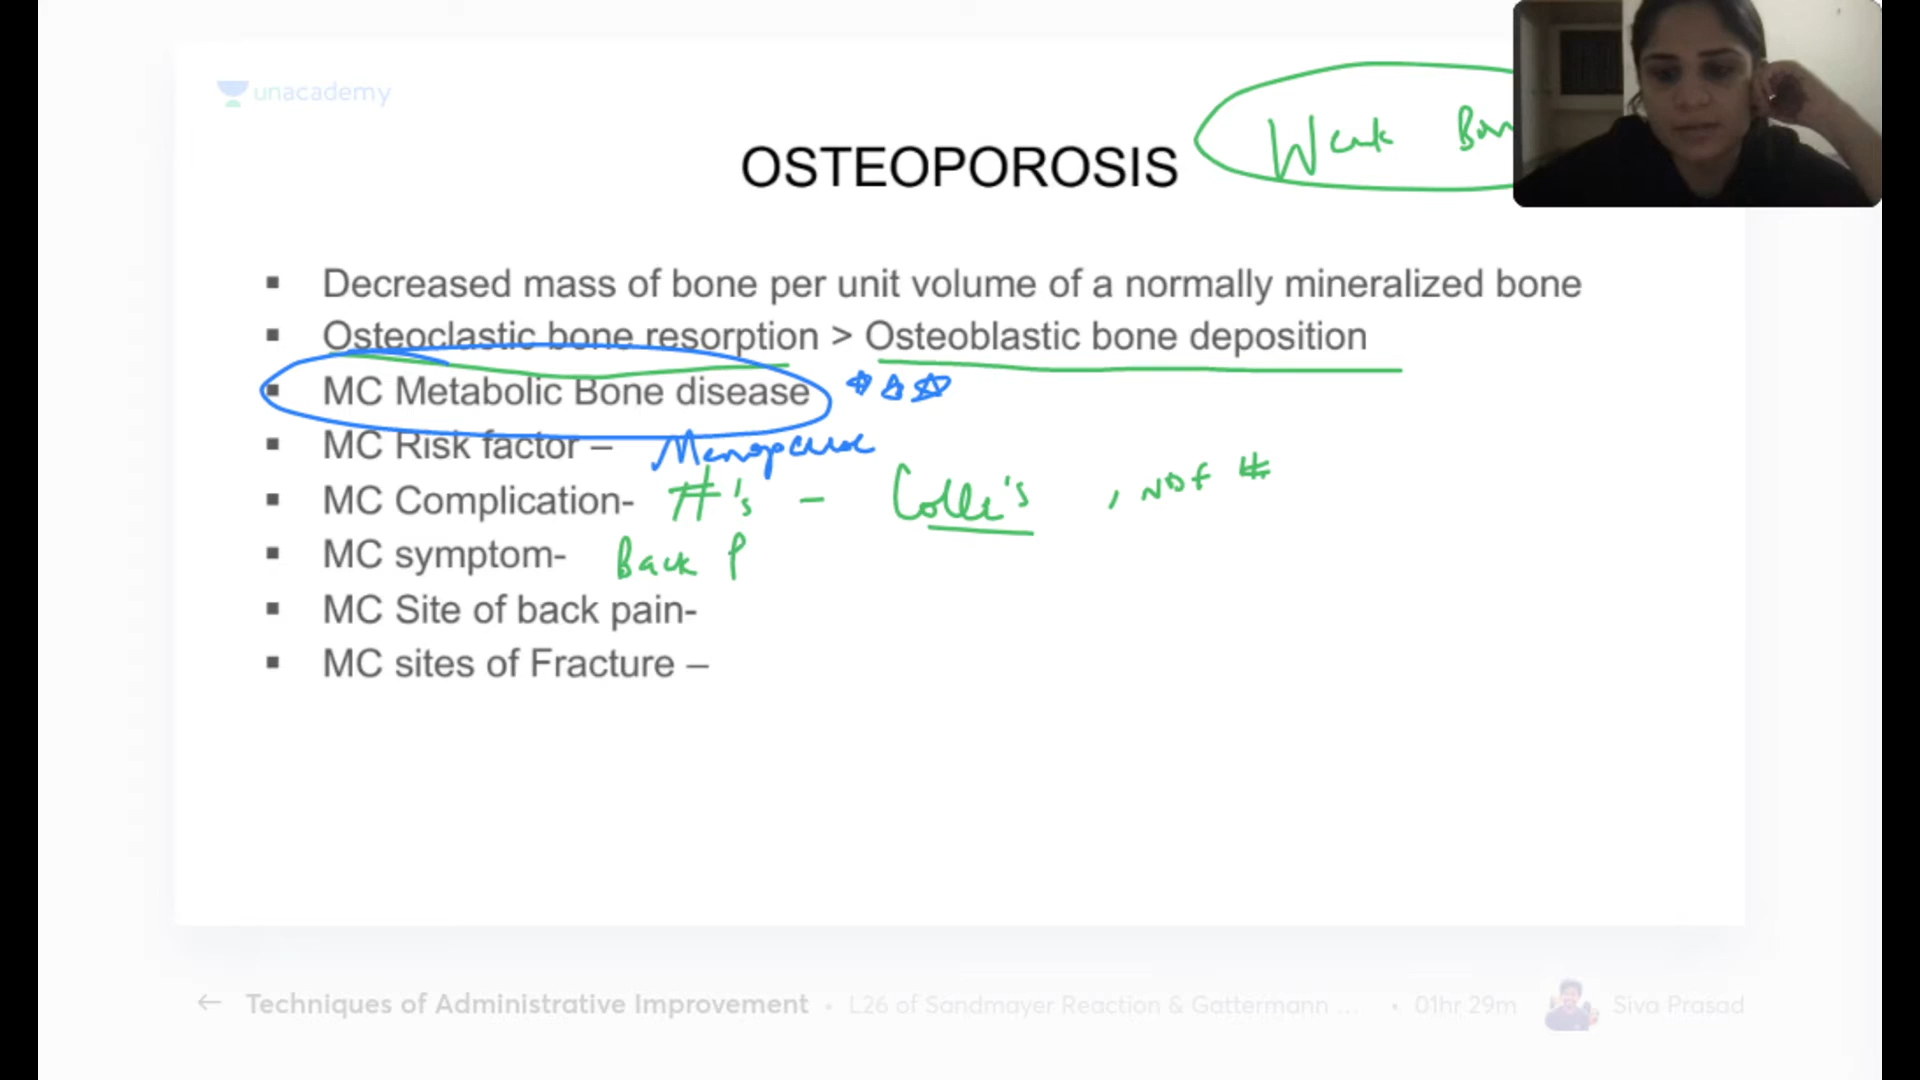 unacademy
Weak Bon
OSTEOPOROSIS
▪ Decreased mass of bone per unit volume of a normally mineralized bone
▪ Osteoclastic bone resorption > Osteoblastic bone deposition
▪ MC Metabolic Bone disease ☆☆☆
▪ MC Risk factor – Menopause
▪ MC Complication- #'s – Colle's , NOF #
▪ MC symptom- Back P
▪ MC Site of back pain-
▪ MC sites of Fracture –
← Techniques of Administrative Improvement • L26 of Sandmayer Reaction & Gattermann ... • 01hr 29m Siva Prasad